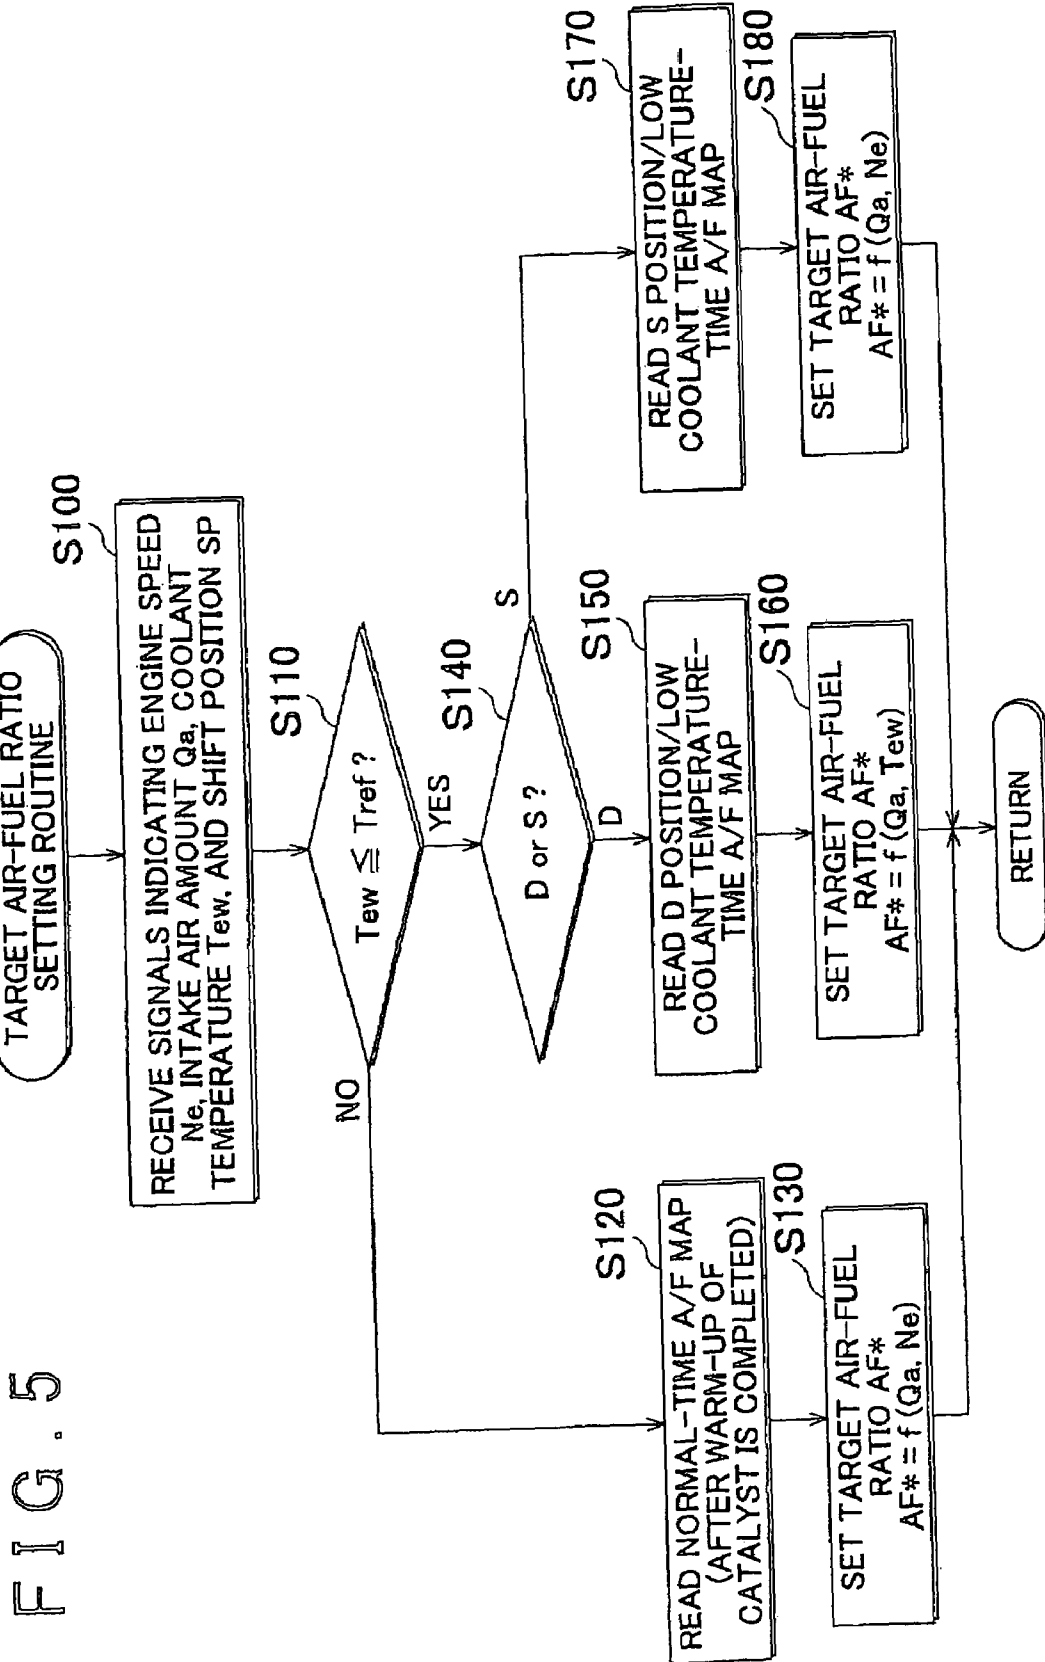 FIG. 5
TARGET AIR-FUEL RATIO
SETTING ROUTINE
S100
RECEIVE SIGNALS INDICATING ENGINE SPEED
Ne, INTAKE AIR AMOUNT Qa, COOLANT
TEMPERATURE Tew, AND SHIFT POSITION SP
S110
Tew ≦ Tref ?
NO
YES
S140
D or S ?
D
S
S120
READ NORMAL-TIME A/F MAP
(AFTER WARM-UP OF
CATALYST IS COMPLETED)
S130
SET TARGET AIR-FUEL
RATIO AF*
AF* = f (Qa, Ne)
S150
READ D POSITION/LOW
COOLANT TEMPERATURE-
TIME A/F MAP
S160
SET TARGET AIR-FUEL
RATIO AF*
AF* = f (Qa, Tew)
S170
READ S POSITION/LOW
COOLANT TEMPERATURE-
TIME A/F MAP
S180
SET TARGET AIR-FUEL
RATIO AF*
AF* = f (Qa, Ne)
RETURN